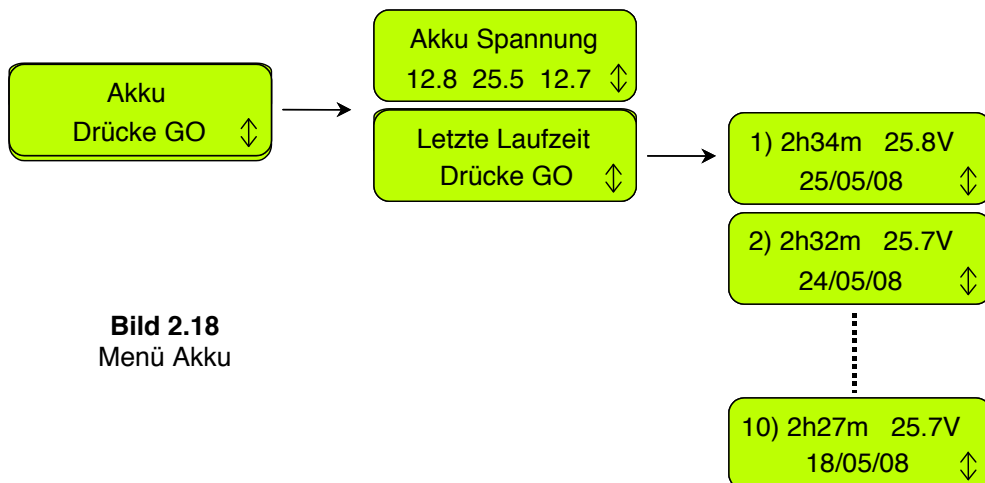 Akku
Drücke GO
Akku Spannung
12.8 25.5 12.7
Letzte Laufzeit
Drücke GO
1) 2h34m 25.8V
25/05/08
2) 2h32m 25.7V
24/05/08
10) 2h27m 25.7V
18/05/08
Bild 2.18
Menü Akku